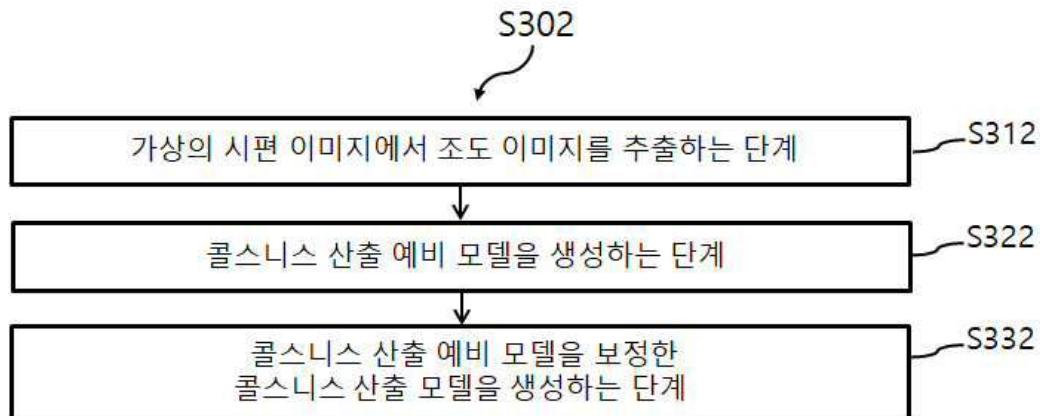 S302
가상의 시편 이미지에서 조도 이미지를 추출하는 단계
S312
콜스니스 산출 예비 모델을 생성하는 단계
S322
콜스니스 산출 예비 모델을 보정한
콜스니스 산출 모델을 생성하는 단계
S332